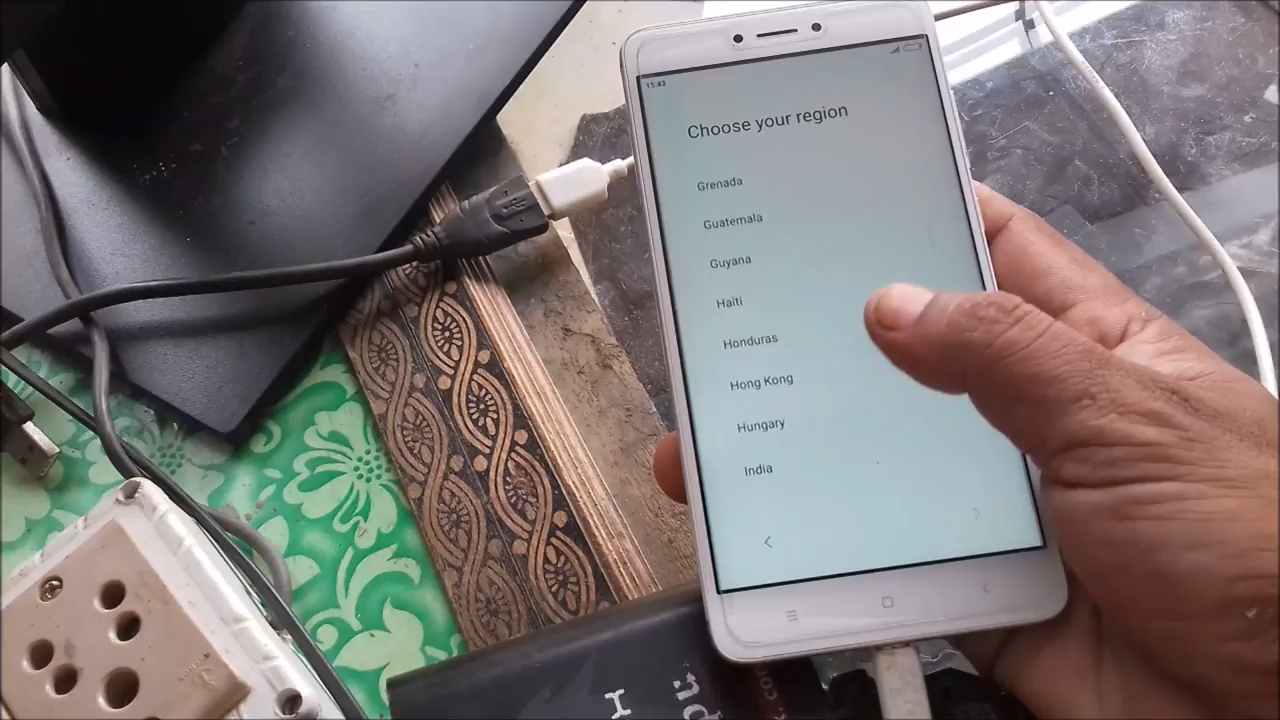 15:43
Choose your region
Grenada
Guatemala
Guyana
Haiti
Honduras
Hong Kong
Hungary
India